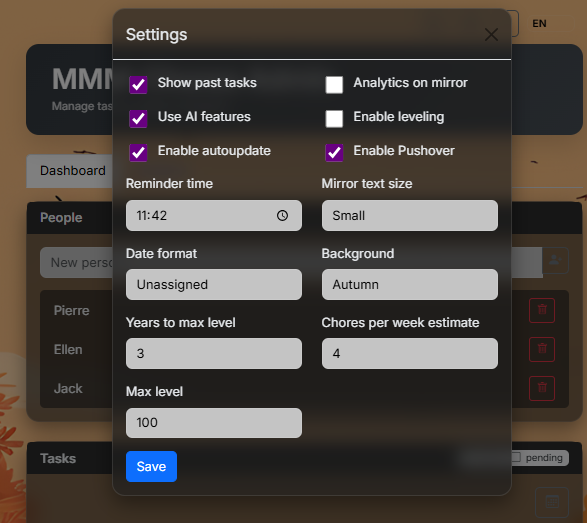 EN
Settings
MMM
Manage tas
Show past tasks
Analytics on mirror
Use AI features
Enable leveling
Enable autoupdate
Enable Pushover
Dashboard
Reminder time
Mirror text size
People
11:42
Small
Date format
Background
New perso
Unassigned
Autumn
Pierre
Years to max level
Chores per week estimate
Ellen
3
4
Jack
Max level
100
Tasks
pending
Save